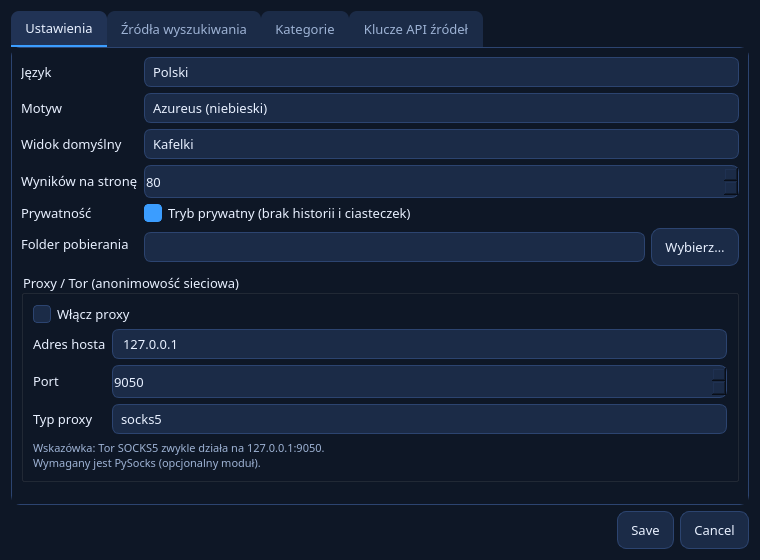 Ustawienia Źródła wyszukiwania Kategorie Klucze API źródeł
Język Polski
Motyw Azureus (niebieski)
Widok domyślny Kafelki
Wyników na stronę 80
Prywatność Tryb prywatny (brak historii i ciasteczek)
Folder pobierania Wybierz...
Proxy / Tor (anonimowość sieciowa)
Włącz proxy
Adres hosta 127.0.0.1
Port 9050
Typ proxy socks5
Wskazówka: Tor SOCKS5 zwykle działa na 127.0.0.1:9050.
Wymagany jest PySocks (opcjonalny moduł).
Save Cancel